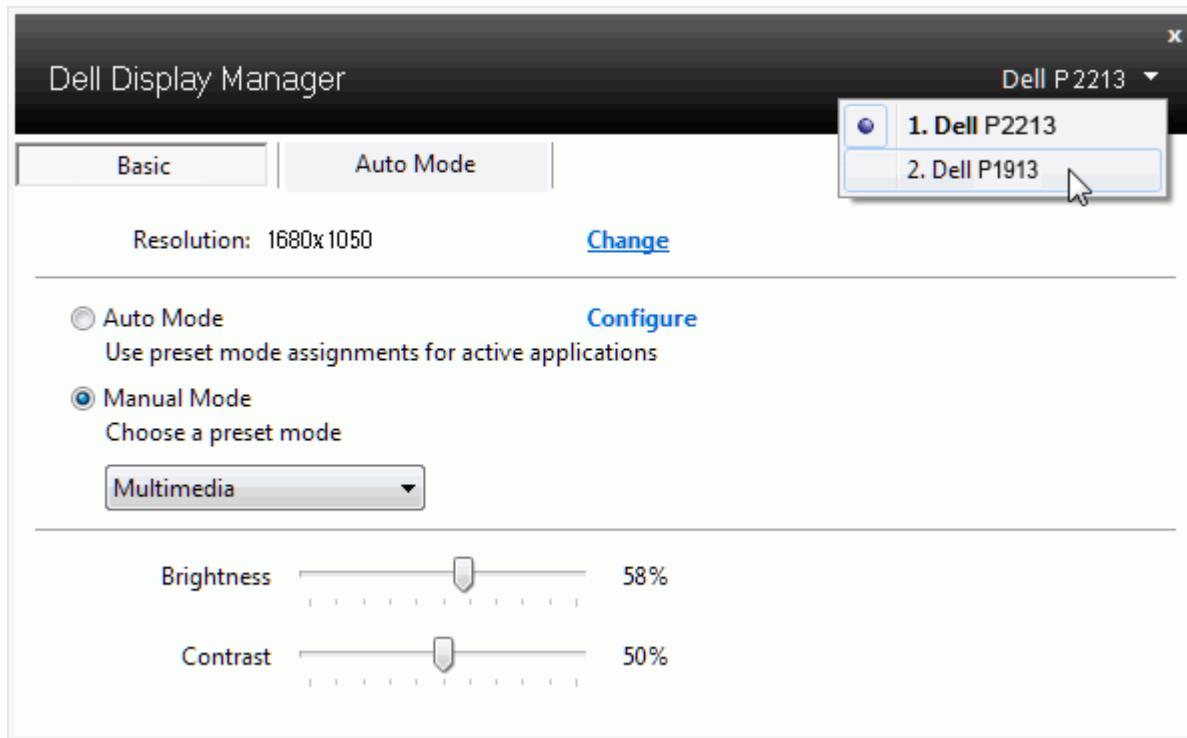 x
Dell Display Manager
Dell P2213
1. Dell P2213
2. Dell P1913
Basic
Auto Mode
Resolution: 1680x1050 Change
Auto Mode Configure
Use preset mode assignments for active applications
Manual Mode
Choose a preset mode
Multimedia
Brightness 58%
Contrast 50%